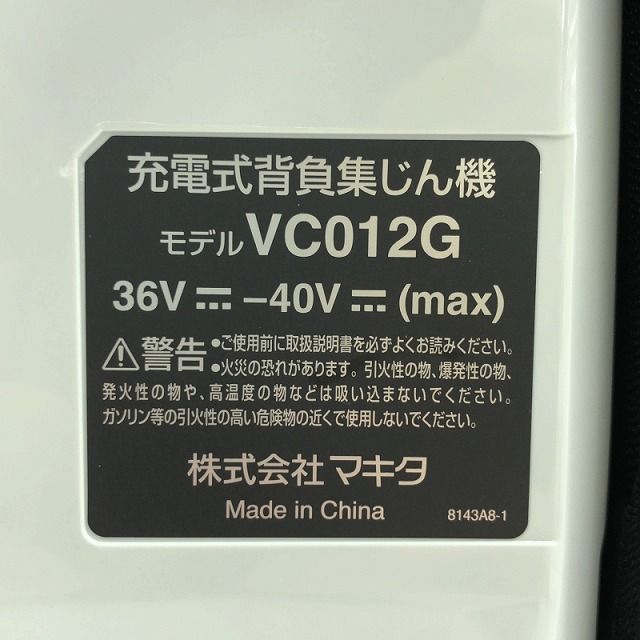 充電式背負集じん機
モデル VC012G
36V ⎓ –40V ⎓ (max)
⚠警告 ●ご使用前に取扱説明書を必ずよくお読みください。
●火災の恐れがあります。引火性の物、爆発性の物、
発火性の物や、高温度の物などは吸い込まないでください。
ガソリン等の引火性の高い危険物の近くで使用しないでください。
株式会社 マキタ
Made in China
8143A8-1